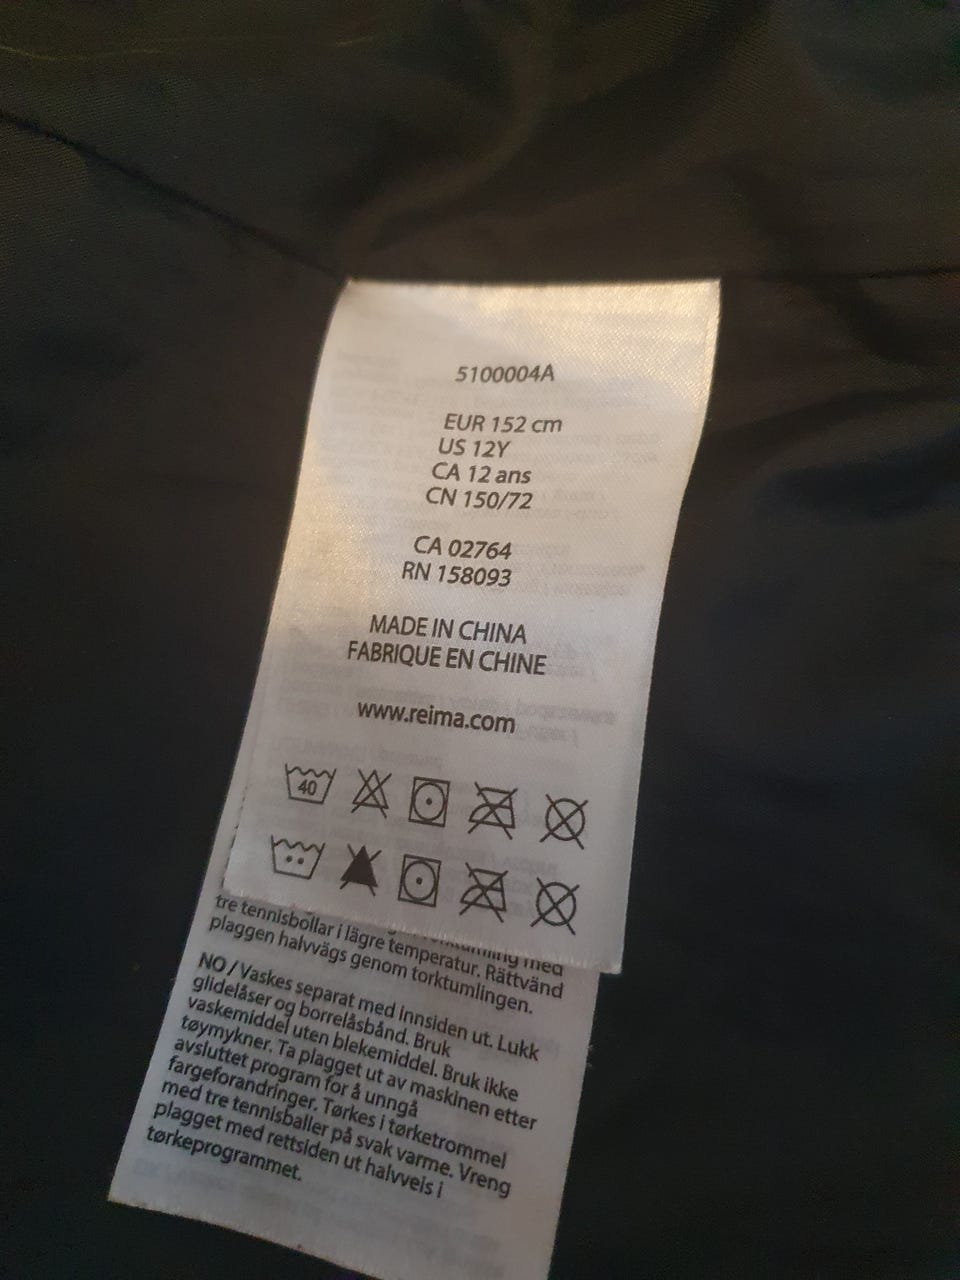 5100004A
EUR 152 cm
US 12Y
CA 12 ans
CN 150/72
CA 02764
RN 158093
MADE IN CHINA
FABRIQUE EN CHINE
www.reima.com
40
med
tre tennisbollar i lägre temperatur. Rättvänd
plaggen halvvägs genom torktumlingen.
NO / Vaskes separat med innsiden ut. Lukk
glidelåser og borrelåsbånd. Bruk
vaskemiddel uten blekemiddel. Bruk ikke
tøymykner. Ta plagget ut av maskinen etter
avsluttet program for å unngå
fargeforandringer. Tørkes i tørketrommel
med tre tennisballer på svak varme. Vreng
plagget med rettsiden ut halvveis i
tørkeprogrammet.